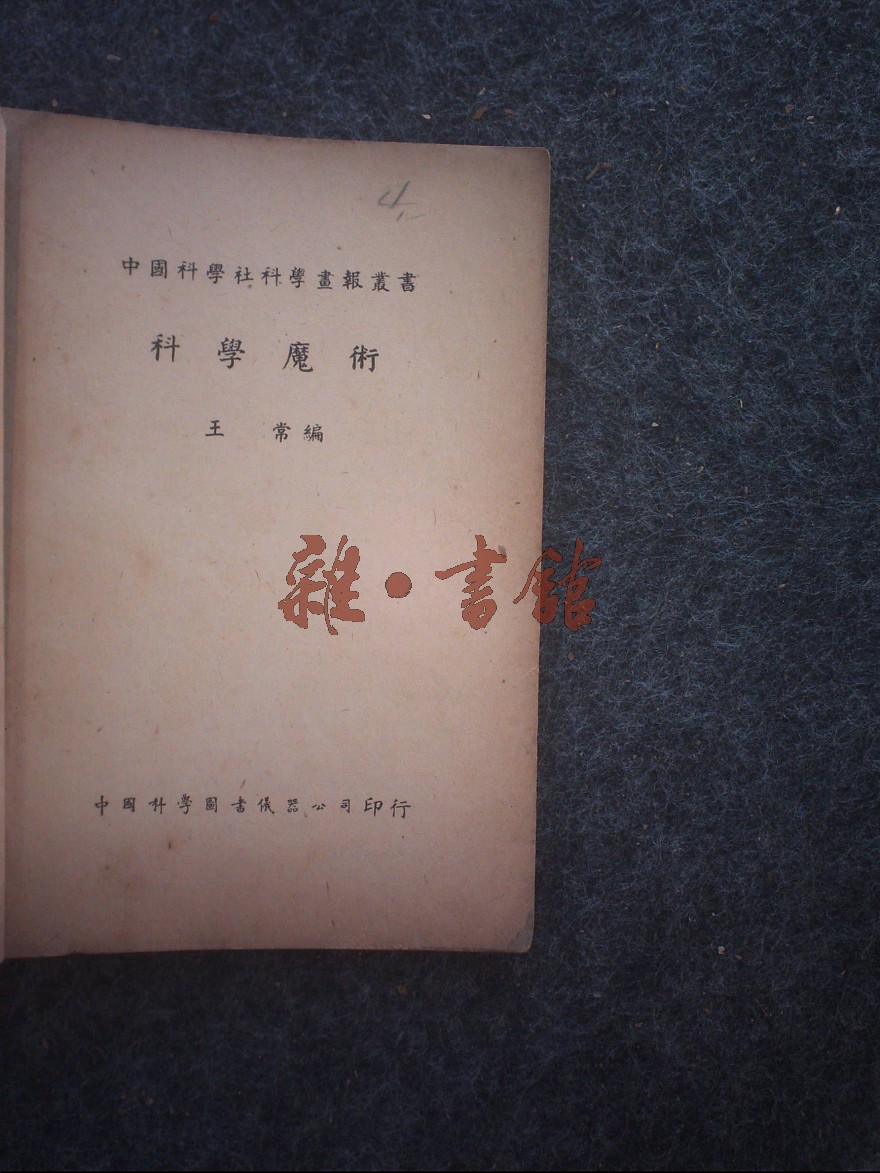 中國科學社科學畫報叢書
科學魔術
王 常編
雜·書館
中國科學圖書儀器公司印行